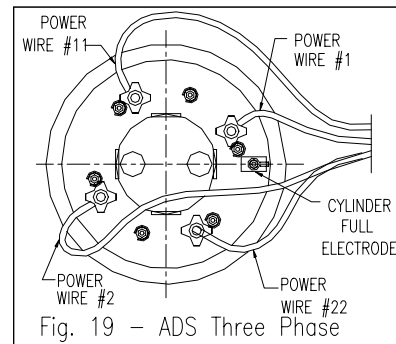 POWER
WIRE #11
POWER
WIRE #1
CYLINDER
FULL
ELECTRODE
POWER
WIRE #2
POWER
WIRE #22
Fig. 19 - ADS Three Phase